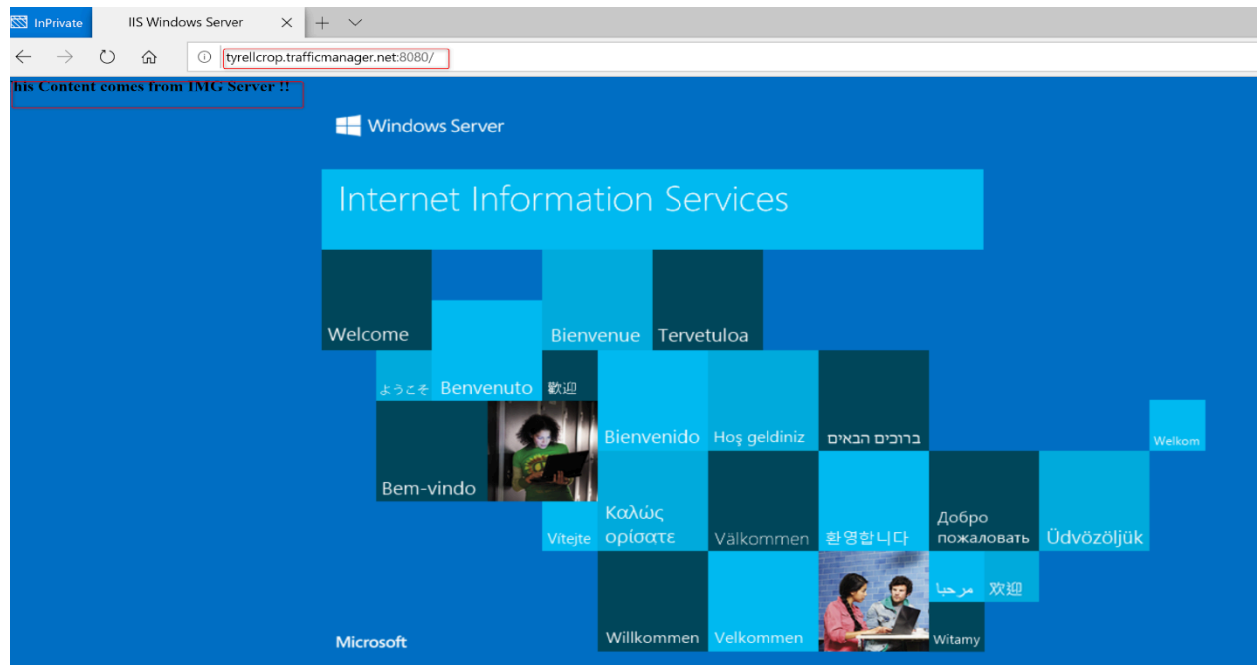 InPrivate
IIS Windows Server
tyrellcrop.trafficmanager.net:8080/
his Content comes from IMG Server !!
Windows Server
Internet Information Services
Welcome
Bienvenue
Tervetuloa
ようこそ
Benvenuto
歡迎
Bienvenido
Hoş geldiniz
ברוכים הבאים
Welkom
Bem-vindo
Vítejte
Καλώς
ορίσατε
Välkommen
환영합니다
Добро
пожаловать
Üdvözöljük
مرحبا
欢迎
Microsoft
Willkommen
Velkommen
Witamy